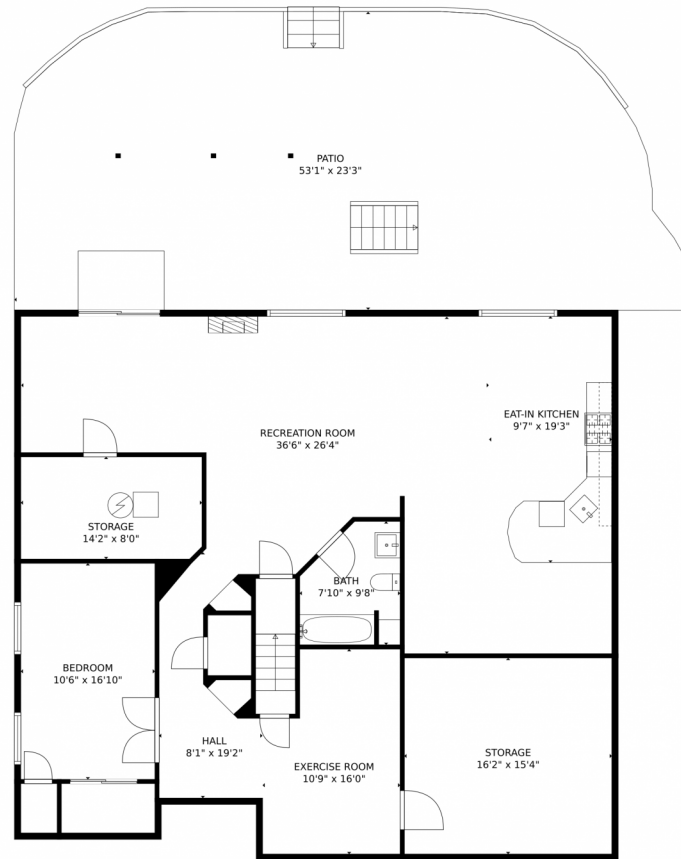 PATIO
53'1" x 23'3"
EAT-IN KITCHEN
9'7" x 19'3"
RECREATION ROOM
36'6" x 26'4"
STORAGE
14'2" x 8'0"
BATH
7'10" x 9'8"
BEDROOM
10'6" x 16'10"
HALL
8'1" x 19'2"
EXERCISE ROOM
10'9" x 16'0"
STORAGE
16'2" x 15'4"